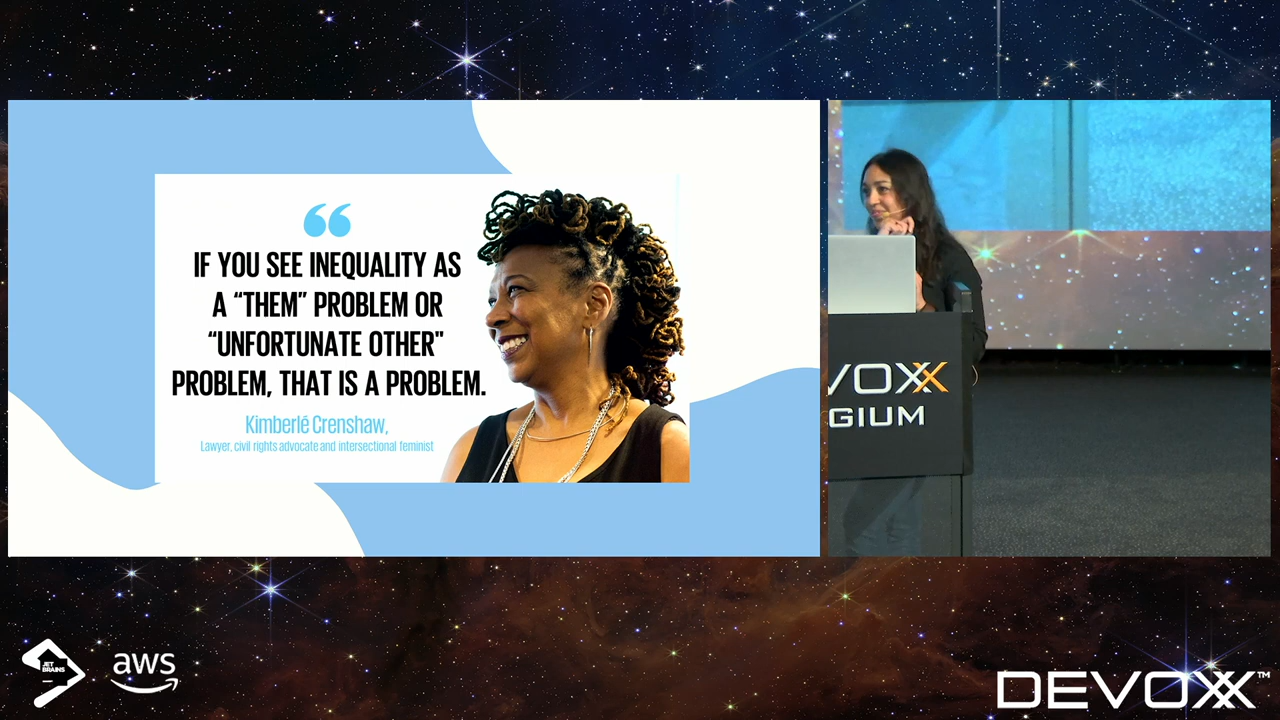 ❝
IF YOU SEE INEQUALITY AS
A “THEM” PROBLEM OR
“UNFORTUNATE OTHER"
PROBLEM, THAT IS A PROBLEM.
Kimberlé Crenshaw,
Lawyer, civil rights advocate and intersectional feminist
VOXX
GIUM
JET
BRAINS
aws
DEVOXX™